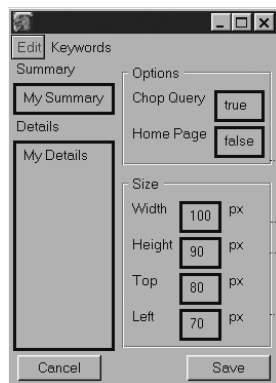 Edit Keywords
Summary
My Summary
Details
My Details
Options
Chop Query true
Home Page false
Size
Width 100 px
Height 90 px
Top 80 px
Left 70 px
Cancel
Save